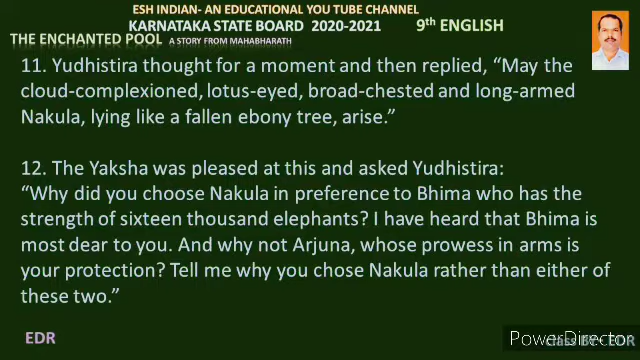 ESH INDIAN- AN EDUCATIONAL YOU TUBE CHANNEL
KARNATAKA STATE BOARD 2020-2021 9th ENGLISH
THE ENCHANTED POOL A STORY FROM MAHABHARATH
11. Yudhistira thought for a moment and then replied, “May the
cloud-complexioned, lotus-eyed, broad-chested and long-armed
Nakula, lying like a fallen ebony tree, arise.”
12. The Yaksha was pleased at this and asked Yudhistira:
“Why did you choose Nakula in preference to Bhima who has the
strength of sixteen thousand elephants? I have heard that Bhima is
most dear to you. And why not Arjuna, whose prowess in arms is
your protection? Tell me why you chose Nakula rather than either of
these two.”
EDR
PowerDirector